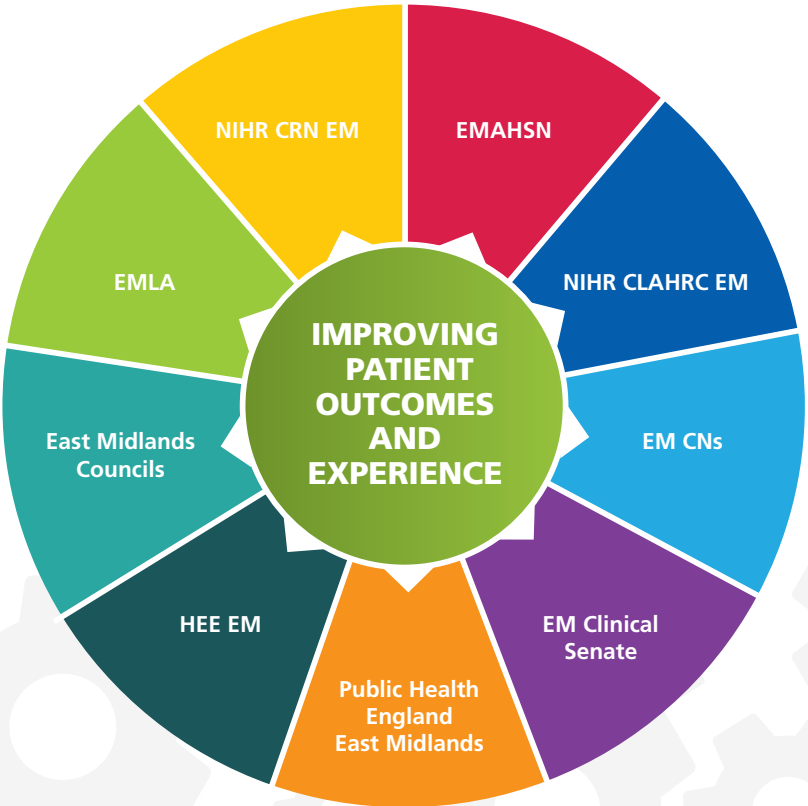 NIHR CRN EM
EMAHSN
EMLA
NIHR CLAHRC EM
IMPROVING
PATIENT
OUTCOMES
AND
EXPERIENCE
East Midlands
Councils
EM CNs
HEE EM
EM Clinical
Senate
Public Health
England
East Midlands